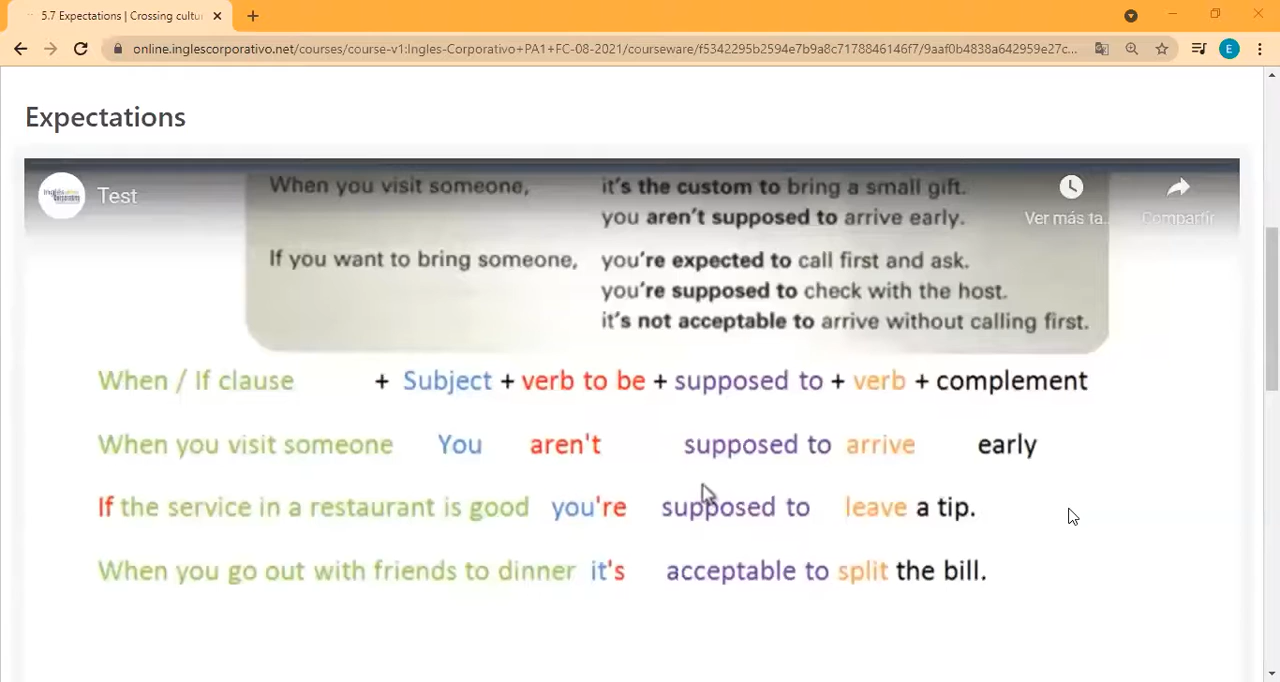 5.7 Expectations | Crossing cultu
online.inglescorporativo.net/courses/course-v1:Ingles-Corporativo+PA1+FC-08-2021/courseware/f5342295b2594e7b9a8c7178846146f7/9aaf0b4838a642959e27c...
E
Expectations
Test
When you visit someone, it's the custom to bring a small gift.
you aren't supposed to arrive early.
Ver más ta... Compartir
If you want to bring someone, you're expected to call first and ask.
you're supposed to check with the host.
it's not acceptable to arrive without calling first.
When / If clause + Subject + verb to be + supposed to + verb + complement
When you visit someone You aren't supposed to arrive early
If the service in a restaurant is good you're supposed to leave a tip.
When you go out with friends to dinner it's acceptable to split the bill.